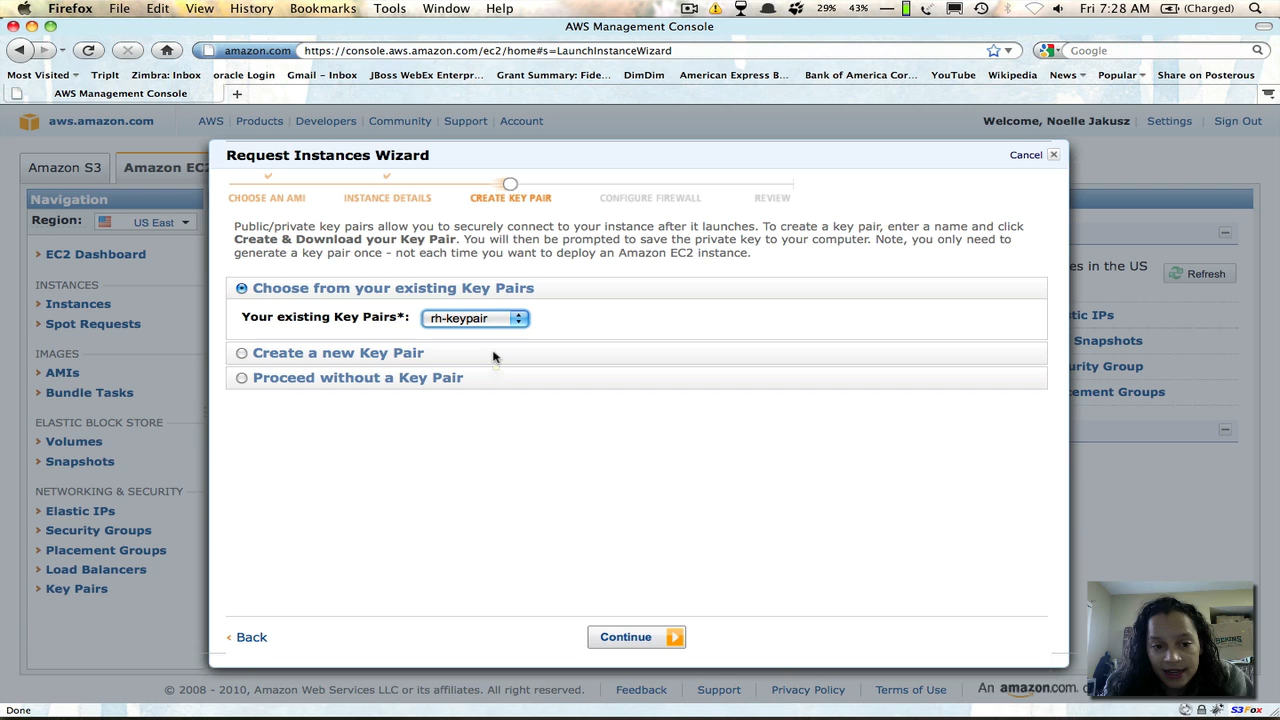 Firefox File Edit View History Bookmarks Tools Window Help 29% 43% Fri 7:28 AM (Charged)
AWS Management Console
amazon.com https://console.aws.amazon.com/ec2/home#s=LaunchInstanceWizard Google
Most Visited TripIt Zimbra: Inbox oracle Login Gmail - Inbox JBoss WebEx Enterpr... Grant Summary: Fide... DimDim American Express B... Bank of America Cor... YouTube Wikipedia News Popular Share on Posterous
AWS Management Console
aws.amazon.com AWS Products Developers Community Support Account Welcome, Noelle Jakusz Settings Sign Out
Amazon S3 Amazon EC2
Request Instances Wizard Cancel
CHOOSE AN AMI INSTANCE DETAILS CREATE KEY PAIR CONFIGURE FIREWALL REVIEW
Public/private key pairs allow you to securely connect to your instance after it launches. To create a key pair, enter a name and click
Create & Download your Key Pair. You will then be prompted to save the private key to your computer. Note, you only need to
generate a key pair once - not each time you want to deploy an Amazon EC2 instance.
Choose from your existing Key Pairs
Your existing Key Pairs*: rh-keypair
Create a new Key Pair
Proceed without a Key Pair
Back Continue
Navigation
Region: US East
EC2 Dashboard
INSTANCES
Instances
Spot Requests
IMAGES
AMIs
Bundle Tasks
ELASTIC BLOCK STORE
Volumes
Snapshots
NETWORKING & SECURITY
Elastic IPs
Security Groups
Placement Groups
Load Balancers
Key Pairs
es in the US Refresh
tic IPs
Snapshots
urity Group
cement Groups
© 2008 - 2010, Amazon Web Services LLC or its affiliates. All right reserved. Feedback Support Privacy Policy Terms of Use An amazon.c
Done S3Fox